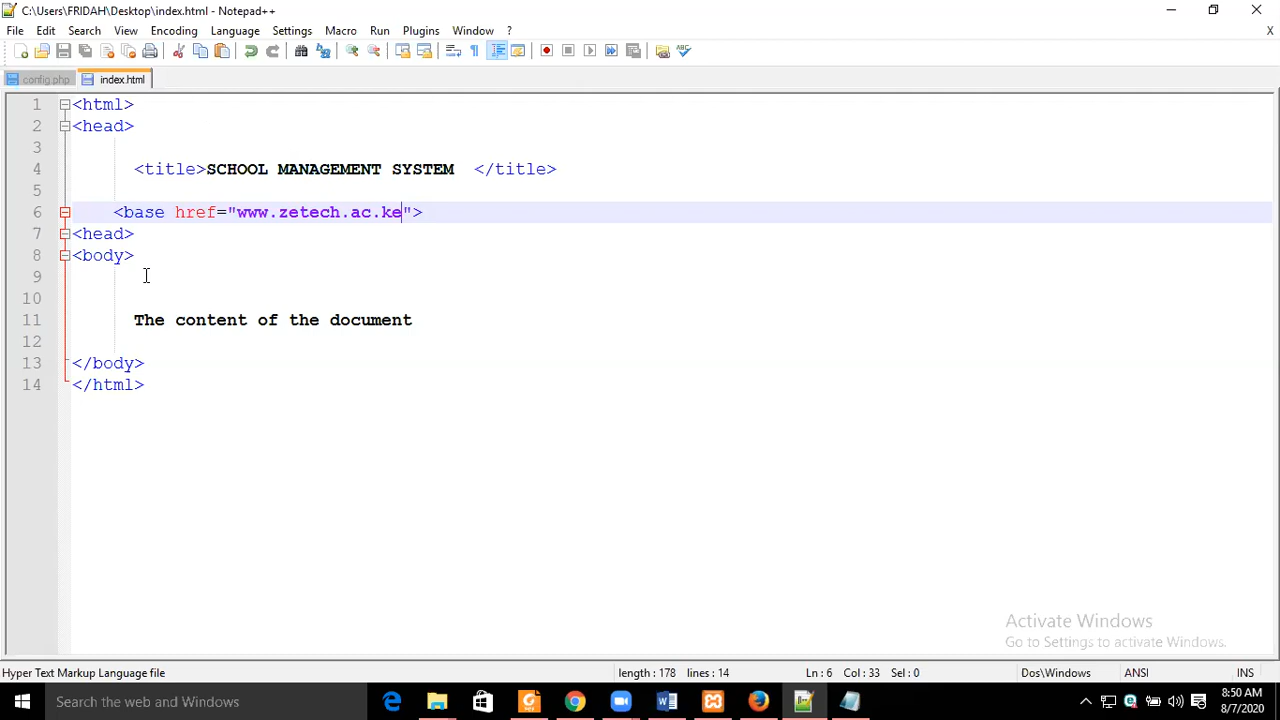 C:\Users\FRIDAH\Desktop\index.html - Notepad++
File Edit Search View Encoding Language Settings Macro Run Plugins Window ? X
config.php index.html
1 <html>
2 <head>
3
4 <title>SCHOOL MANAGEMENT SYSTEM </title>
5
6 <base href="www.zetech.ac.ke">
7 <head>
8 <body>
9
10
11 The content of the document
12
13 </body>
14 </html>
Activate Windows
Go to Settings to activate Windows.
Hyper Text Markup Language file length : 178 lines : 14 Ln : 6 Col : 33 Sel : 0 Dos\Windows ANSI INS
Search the web and Windows
8:50 AM
8/7/2020